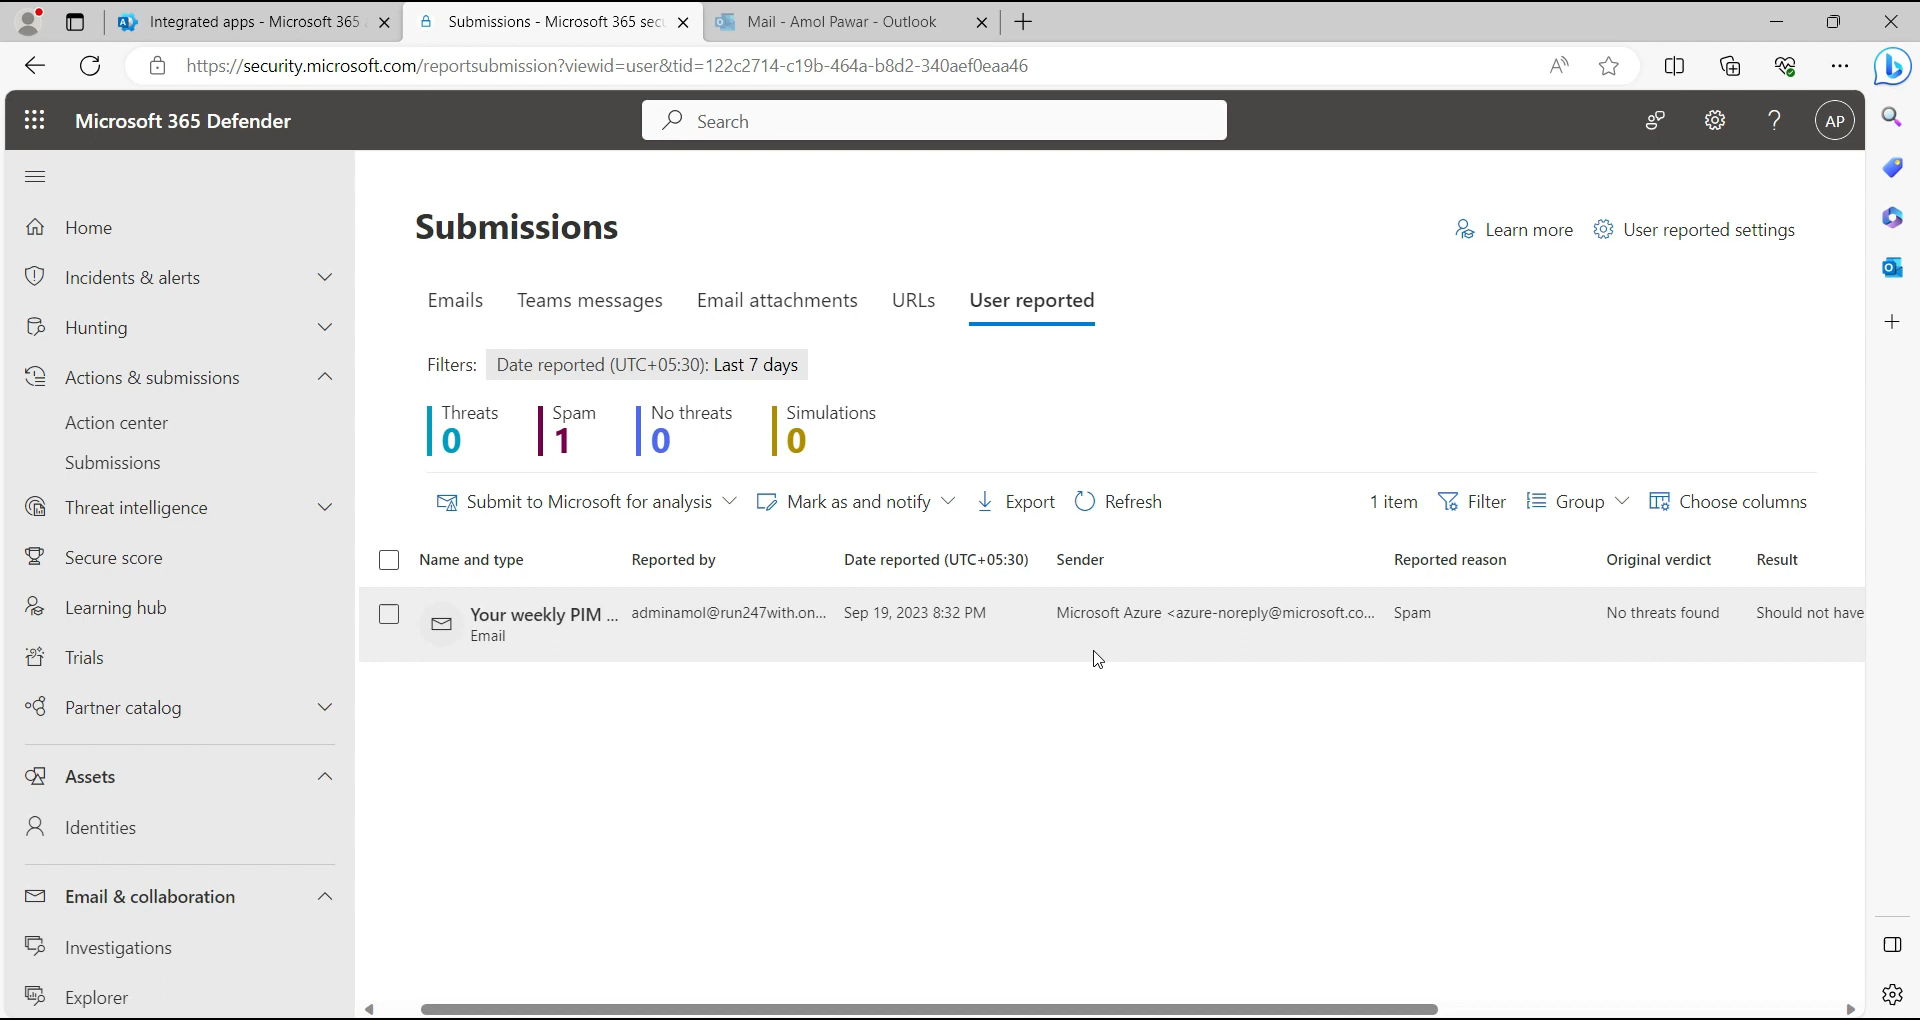 Integrated apps - Microsoft 365
Submissions - Microsoft 365 sec
Mail - Amol Pawar - Outlook
https://security.microsoft.com/reportsubmission?viewid=user&tid=122c2714-c19b-464a-b8d2-340aef0eaa46
Microsoft 365 Defender
Search
AP
Home
Incidents & alerts
Hunting
Actions & submissions
Action center
Submissions
Threat intelligence
Secure score
Learning hub
Trials
Partner catalog
Assets
Identities
Email & collaboration
Investigations
Explorer
Submissions
Learn more
User reported settings
Emails Teams messages Email attachments URLs User reported
Filters: Date reported (UTC+05:30): Last 7 days
Threats Spam No threats Simulations
0 1 0 0
Submit to Microsoft for analysis Mark as and notify Export Refresh 1 item Filter Group Choose columns
Name and type Reported by Date reported (UTC+05:30) Sender Reported reason Original verdict Result
Your weekly PIM ... adminamol@run247with.on... Sep 19, 2023 8:32 PM Microsoft Azure <azure-noreply@microsoft.co... Spam No threats found Should not have
Email